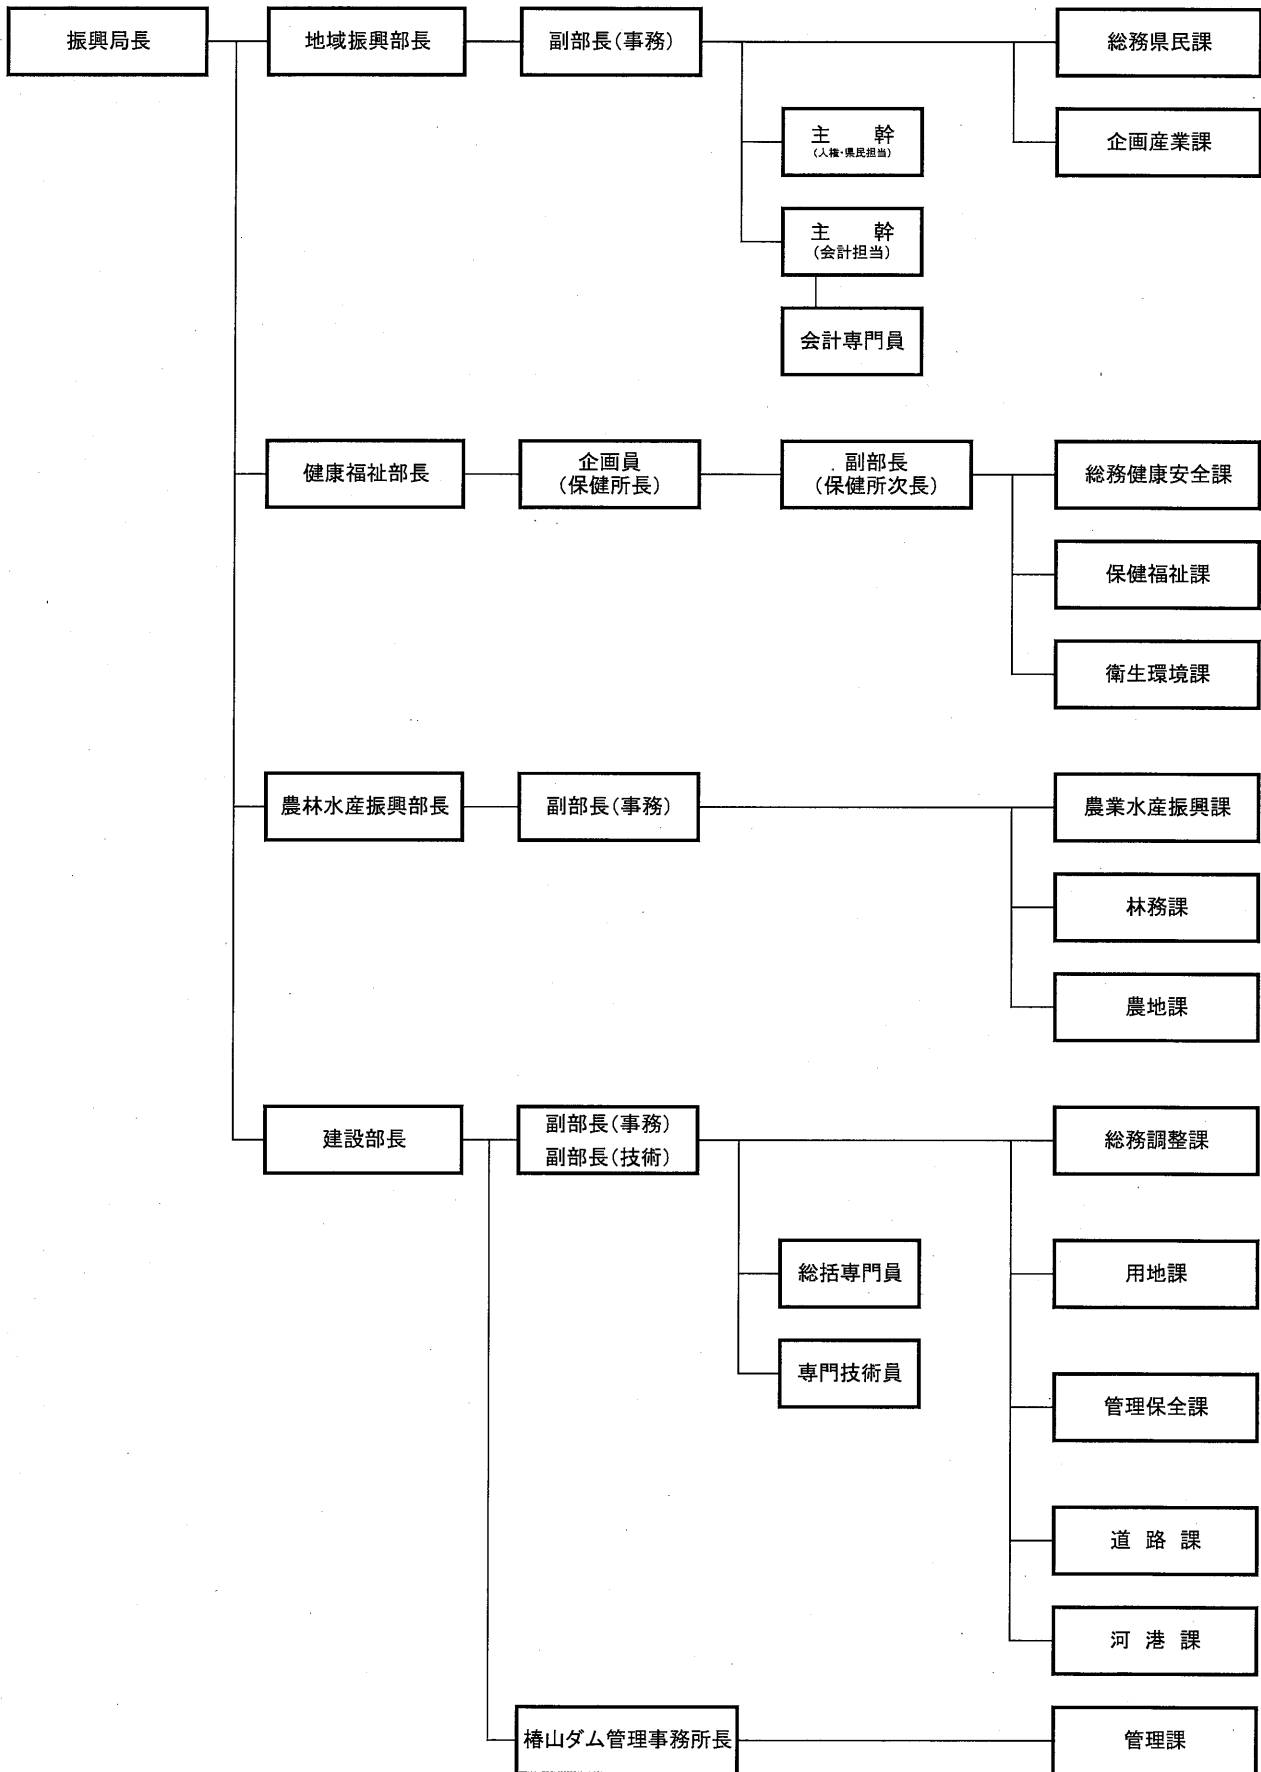 振興局長
地域振興部長
副部長(事務)
総務県民課
企画産業課
主　幹
(人権・県民担当)
主　幹
(会計担当)
会計専門員
健康福祉部長
企画員
(保健所長)
副部長
(保健所次長)
総務健康安全課
保健福祉課
衛生環境課
農林水産振興部長
副部長(事務)
農業水産振興課
林務課
農地課
建設部長
副部長(事務)
副部長(技術)
総務調整課
総括専門員
用地課
専門技術員
管理保全課
道 路 課
河 港 課
椿山ダム管理事務所長
管理課